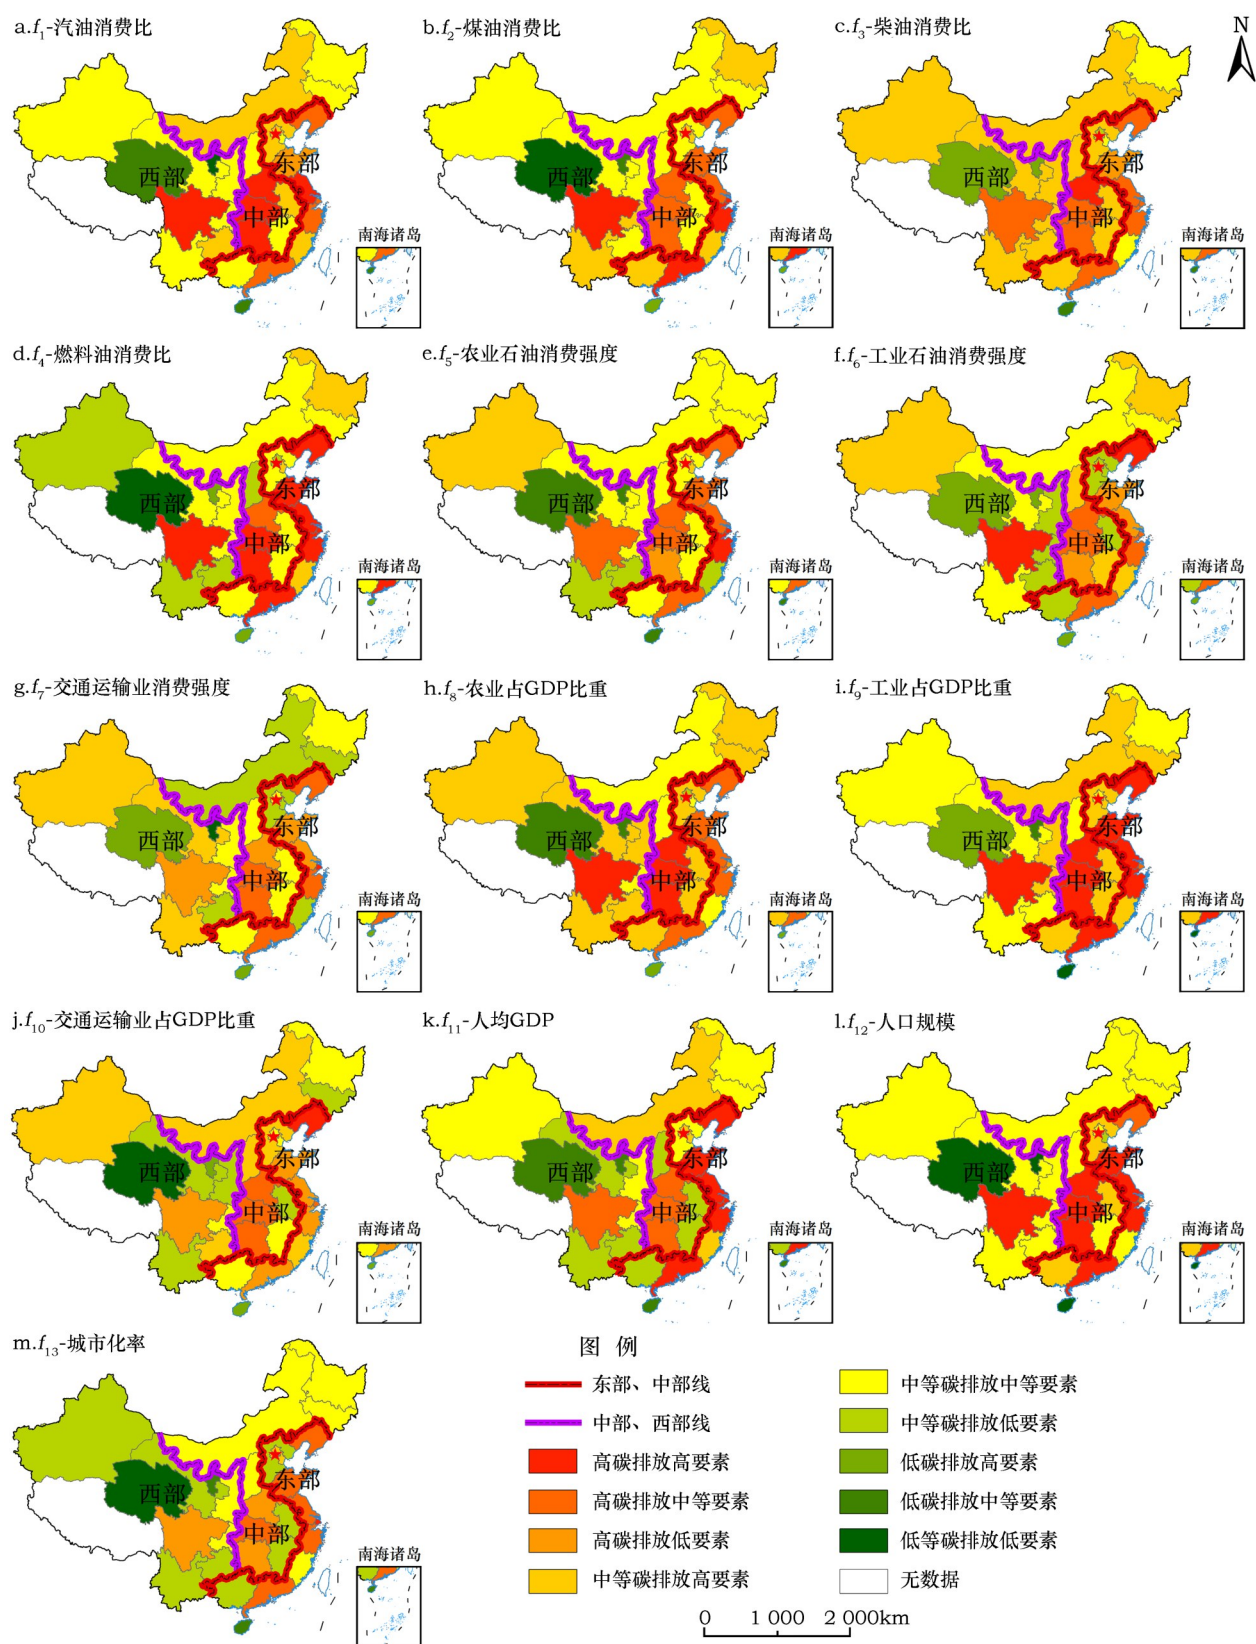 a.f1-汽油消费比
b.f2-煤油消费比
c.f3-柴油消费比
N
西部
中部
东部
南海诸岛
西部
中部
东部
南海诸岛
西部
中部
东部
南海诸岛
d.f4-燃料油消费比
e.f5-农业石油消费强度
f.f6-工业石油消费强度
西部
中部
东部
南海诸岛
西部
中部
东部
南海诸岛
西部
中部
东部
南海诸岛
g.f7-交通运输业消费强度
h.f8-农业占GDP比重
i.f9-工业占GDP比重
西部
中部
东部
南海诸岛
西部
中部
东部
南海诸岛
西部
中部
东部
南海诸岛
j.f10-交通运输业占GDP比重
k.f11-人均GDP
l.f12-人口规模
西部
中部
东部
南海诸岛
西部
中部
东部
南海诸岛
西部
中部
东部
南海诸岛
m.f13-城市化率
西部
中部
东部
南海诸岛
图 例
东部、中部线
中部、西部线
高碳排放高要素
高碳排放中等要素
高碳排放低要素
中等碳排放高要素
中等碳排放中等要素
中等碳排放低要素
低碳排放高要素
低碳排放中等要素
低等碳排放低要素
无数据
0 1 000 2 000km